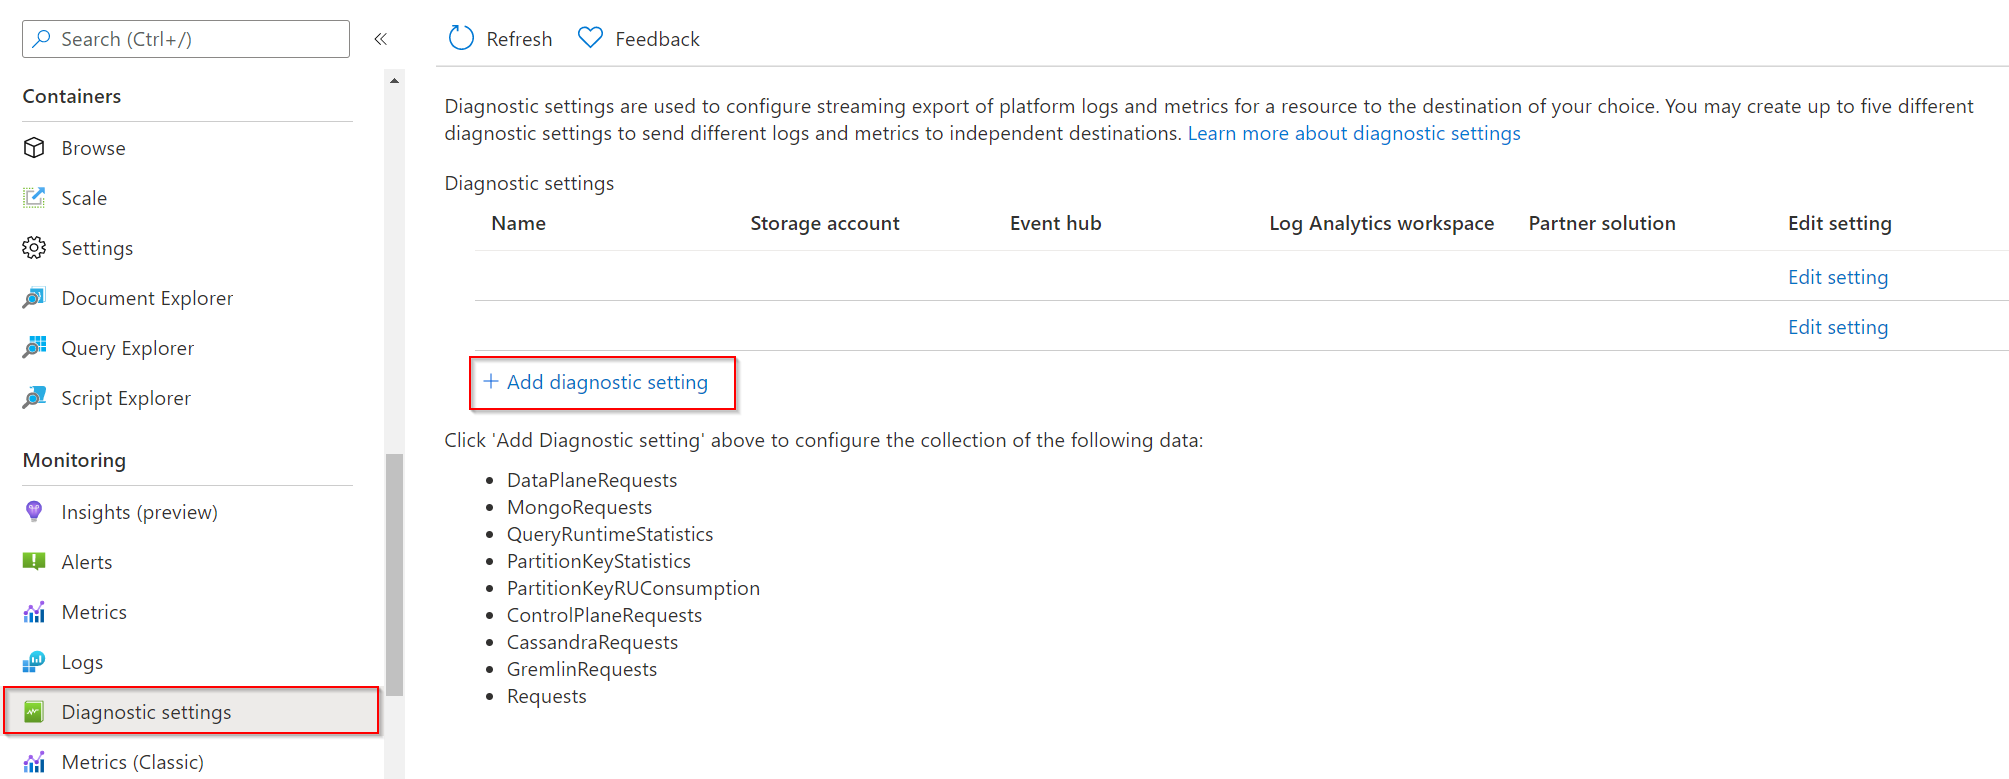 Search (Ctrl+/)
«
Containers
Browse
Scale
Settings
Document Explorer
Query Explorer
Script Explorer
Monitoring
Insights (preview)
Alerts
Metrics
Logs
Diagnostic settings
Metrics (Classic)
Refresh
Feedback
Diagnostic settings are used to configure streaming export of platform logs and metrics for a resource to the destination of your choice. You may create up to five different
diagnostic settings to send different logs and metrics to independent destinations. Learn more about diagnostic settings
Diagnostic settings
Name Storage account Event hub Log Analytics workspace Partner solution Edit setting
Edit setting
Edit setting
+ Add diagnostic setting
Click 'Add Diagnostic setting' above to configure the collection of the following data:
• DataPlaneRequests
• MongoRequests
• QueryRuntimeStatistics
• PartitionKeyStatistics
• PartitionKeyRUConsumption
• ControlPlaneRequests
• CassandraRequests
• GremlinRequests
• Requests